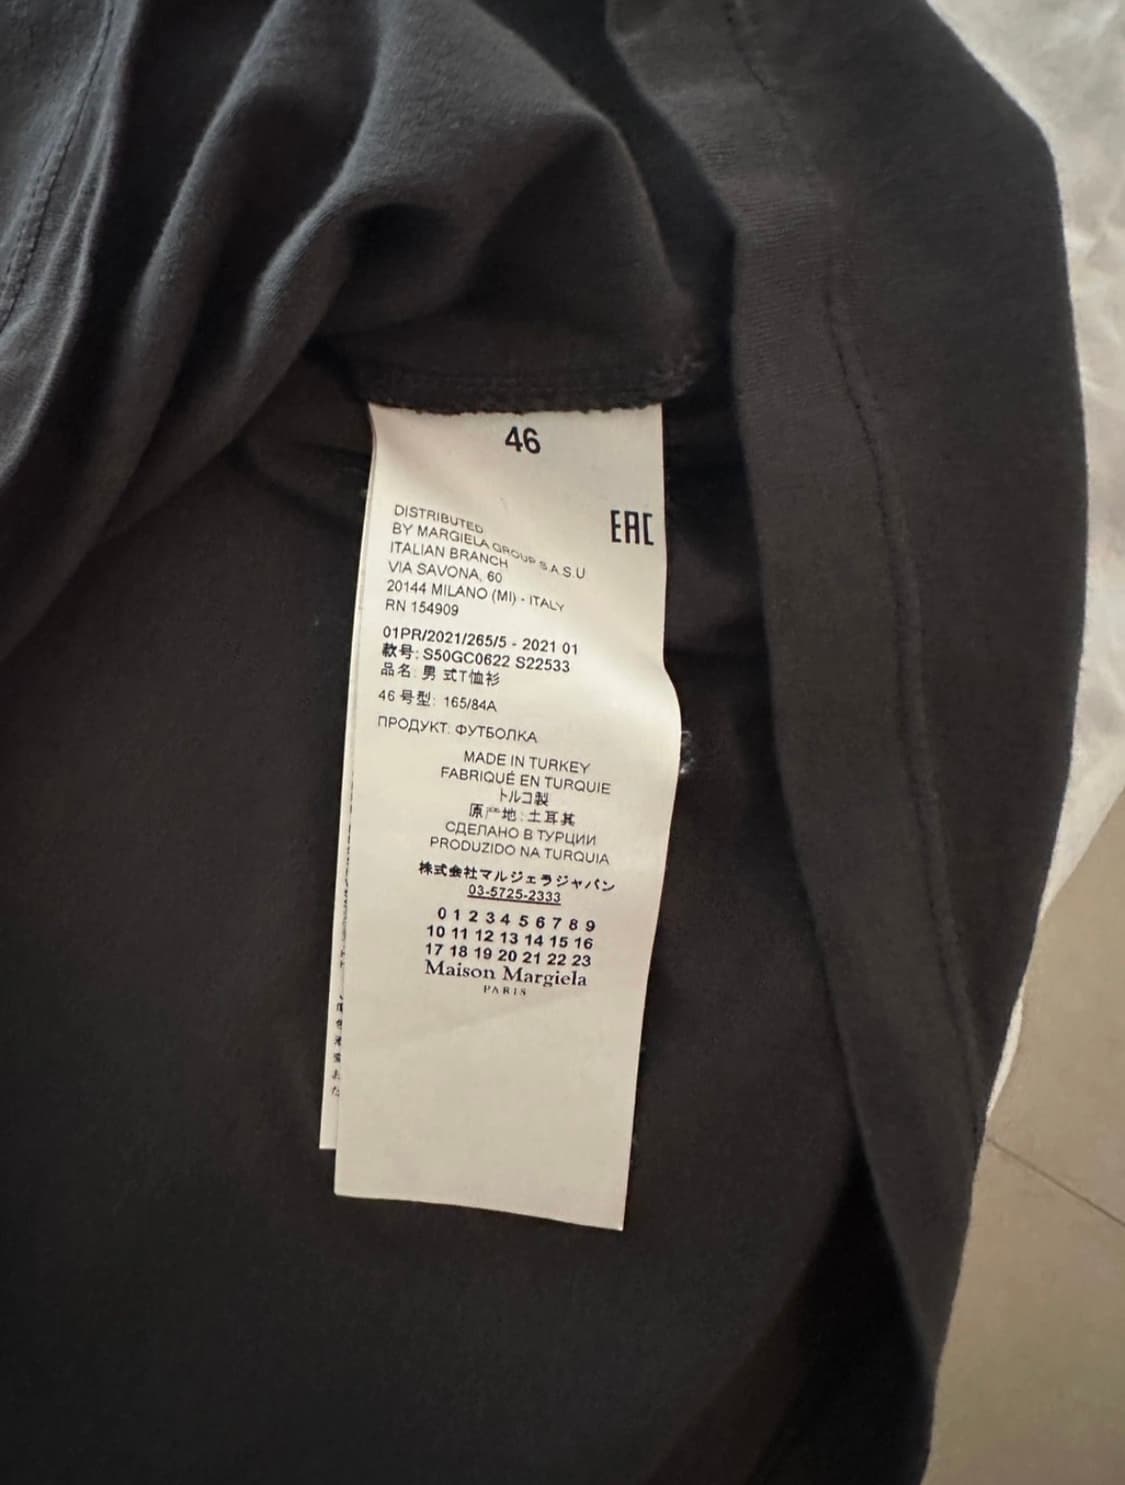 46
EAC
DISTRIBUTED
BY MARGIELA GROUP S.A.S.U
ITALIAN BRANCH
VIA SAVONA, 60
20144 MILANO (MI) - ITALY
RN 154909
01PR/2021/265/5 - 2021 01
款号: S50GC0622 S22533
品名: 男 式T恤衫
46 号型: 165/84A
ПРОДУКТ: ФУТБОЛКА
MADE IN TURKEY
FABRIQUÉ EN TURQUIE
トルコ製
原产地:土耳其
СДЕЛАНО В ТУРЦИИ
PRODUZIDO NA TURQUIA
株式会社マルジェラジャパン
03-5725-2333
0 1 2 3 4 5 6 7 8 9
10 11 12 13 14 15 16
17 18 19 20 21 22 23
Maison Margiela
PARIS